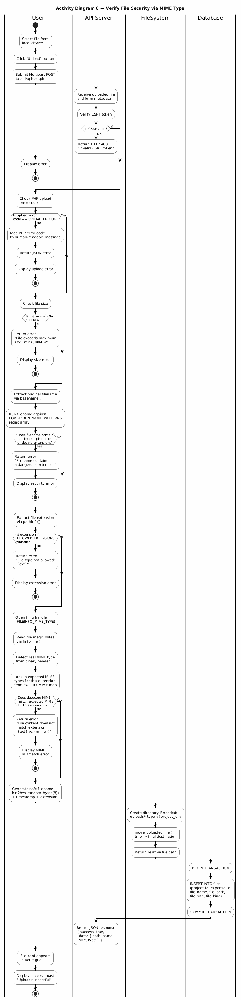 Activity Diagram 6 — Verify File Security via MIME Type
User
API Server
FileSystem
Database
Select file from
local device
Click "Upload" button
Submit Multipart POST
to api/upload.php
Receive uploaded file
and form metadata
Verify CSRF token
Is CSRF valid?
Yes
No
Return HTTP 403
"Invalid CSRF token"
Display error
Check PHP upload
error code
Is upload error
code == UPLOAD_ERR_OK?
Yes
No
Map PHP error code
to human-readable message
Return JSON error
Display upload error
Check file size
Is file size >
500 MB?
No
Yes
Return error
"File exceeds maximum
size limit (500MB)"
Display size error
Extract original filename
via basename()
Run filename against
FORBIDDEN_NAME_PATTERNS
regex array
Does filename contain
null bytes, .php, .exe,
or double extensions?
No
Yes
Return error
"Filename contains
a dangerous extension"
Display security error
Extract file extension
via pathinfo()
Is extension in
ALLOWED_EXTENSIONS
whitelist?
Yes
No
Return error
"File type not allowed:
.{ext}"
Display extension error
Open finfo handle
(FILEINFO_MIME_TYPE)
Read file magic bytes
via finfo_file()
Detect real MIME type
from binary header
Lookup expected MIME
types for this extension
from EXT_TO_MIME map
Does detected MIME
match expected MIME
for this extension?
Yes
No
Return error
"File content does not
match extension
({ext} vs {mime})"
Display MIME
mismatch error
Generate safe filename:
bin2hex(random_bytes(8))
+ timestamp + extension
Create directory if needed:
uploads/{type}/{project_id}/
move_uploaded_file()
tmp -> final destination
Return relative file path
BEGIN TRANSACTION
INSERT INTO files
(project_id, expense_id,
file_name, file_path,
file_size, file_kind)
COMMIT TRANSACTION
Return JSON response
{ success: true,
data: { path, name,
size, type } }
File card appears
in Vault grid
Display success toast
"Upload successful"